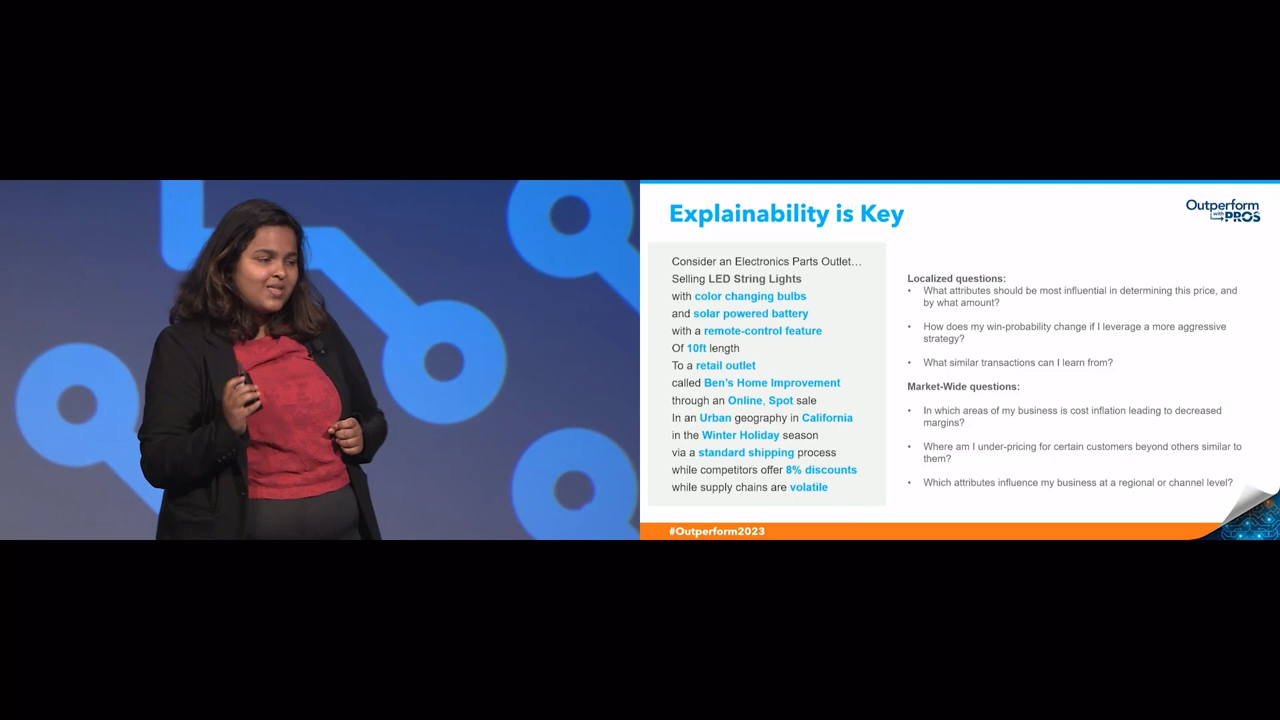 Explainability is Key
Outperform
with PROS
Consider an Electronics Parts Outlet…
Selling LED String Lights
with color changing bulbs
and solar powered battery
with a remote-control feature
Of 10ft length
To a retail outlet
called Ben's Home Improvement
through an Online, Spot sale
In an Urban geography in California
in the Winter Holiday season
via a standard shipping process
while competitors offer 8% discounts
while supply chains are volatile
Localized questions:
• What attributes should be most influential in determining this price, and
by what amount?
• How does my win-probability change if I leverage a more aggressive
strategy?
• What similar transactions can I learn from?
Market-Wide questions:
• In which areas of my business is cost inflation leading to decreased
margins?
• Where am I under-pricing for certain customers beyond others similar to
them?
• Which attributes influence my business at a regional or channel level?
#Outperform2023